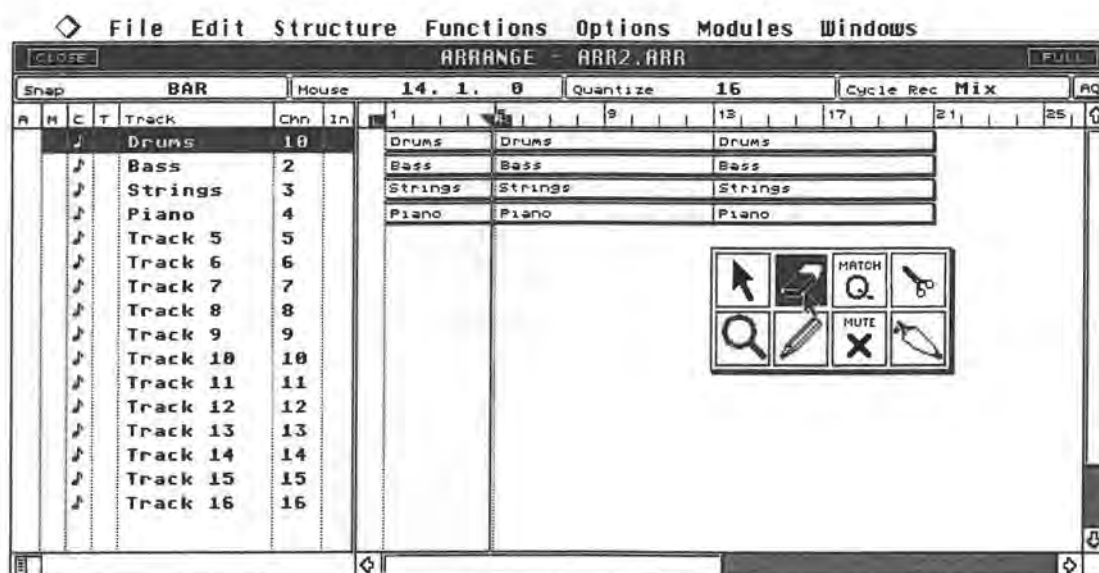 File Edit Structure Functions Options Modules Windows
CLOSE ARRANGE - ARR2.ARR FULL
Snap BAR Mouse 14. 1. 0 Quantize 16 Cycle Rec Mix AQ
A M C T Track Chn In 1 5 9 13 17 21 25
Drums 10 Drums Drums Drums
Bass 2 Bass Bass Bass
Strings 3 Strings Strings Strings
Piano 4 Piano Piano Piano
Track 5 5
Track 6 6
Track 7 7
Track 8 8
Track 9 9
Track 10 10
Track 11 11
Track 12 12
Track 13 13
Track 14 14
Track 15 15
Track 16 16
MATCH
Q
MUTE